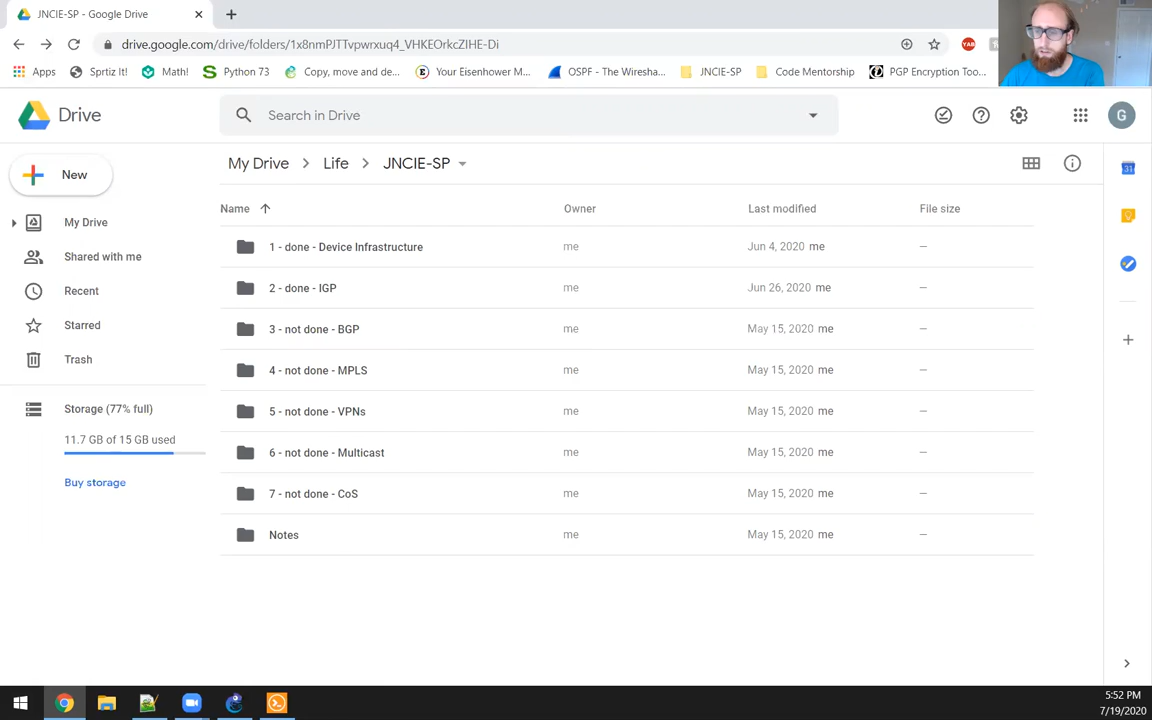 JNCIE-SP - Google Drive
drive.google.com/drive/folders/1x8nmPJTTvpwrxuq4_VHKEOrkcZIHE-Di
YAB
Apps Sprtiz It! Math! Python 73 Copy, move and de... Your Eisenhower M... OSPF - The Wiresha... JNCIE-SP Code Mentorship PGP Encryption Too...
Drive
Search in Drive
G
New
My Drive > Life > JNCIE-SP
31
Name Owner Last modified File size
My Drive
Shared with me
Recent
Starred
Trash
Storage (77% full)
11.7 GB of 15 GB used
Buy storage
1 - done - Device Infrastructure me Jun 4, 2020 me —
2 - done - IGP me Jun 26, 2020 me —
3 - not done - BGP me May 15, 2020 me —
4 - not done - MPLS me May 15, 2020 me —
5 - not done - VPNs me May 15, 2020 me —
6 - not done - Multicast me May 15, 2020 me —
7 - not done - CoS me May 15, 2020 me —
Notes me May 15, 2020 me —
5:52 PM
7/19/2020